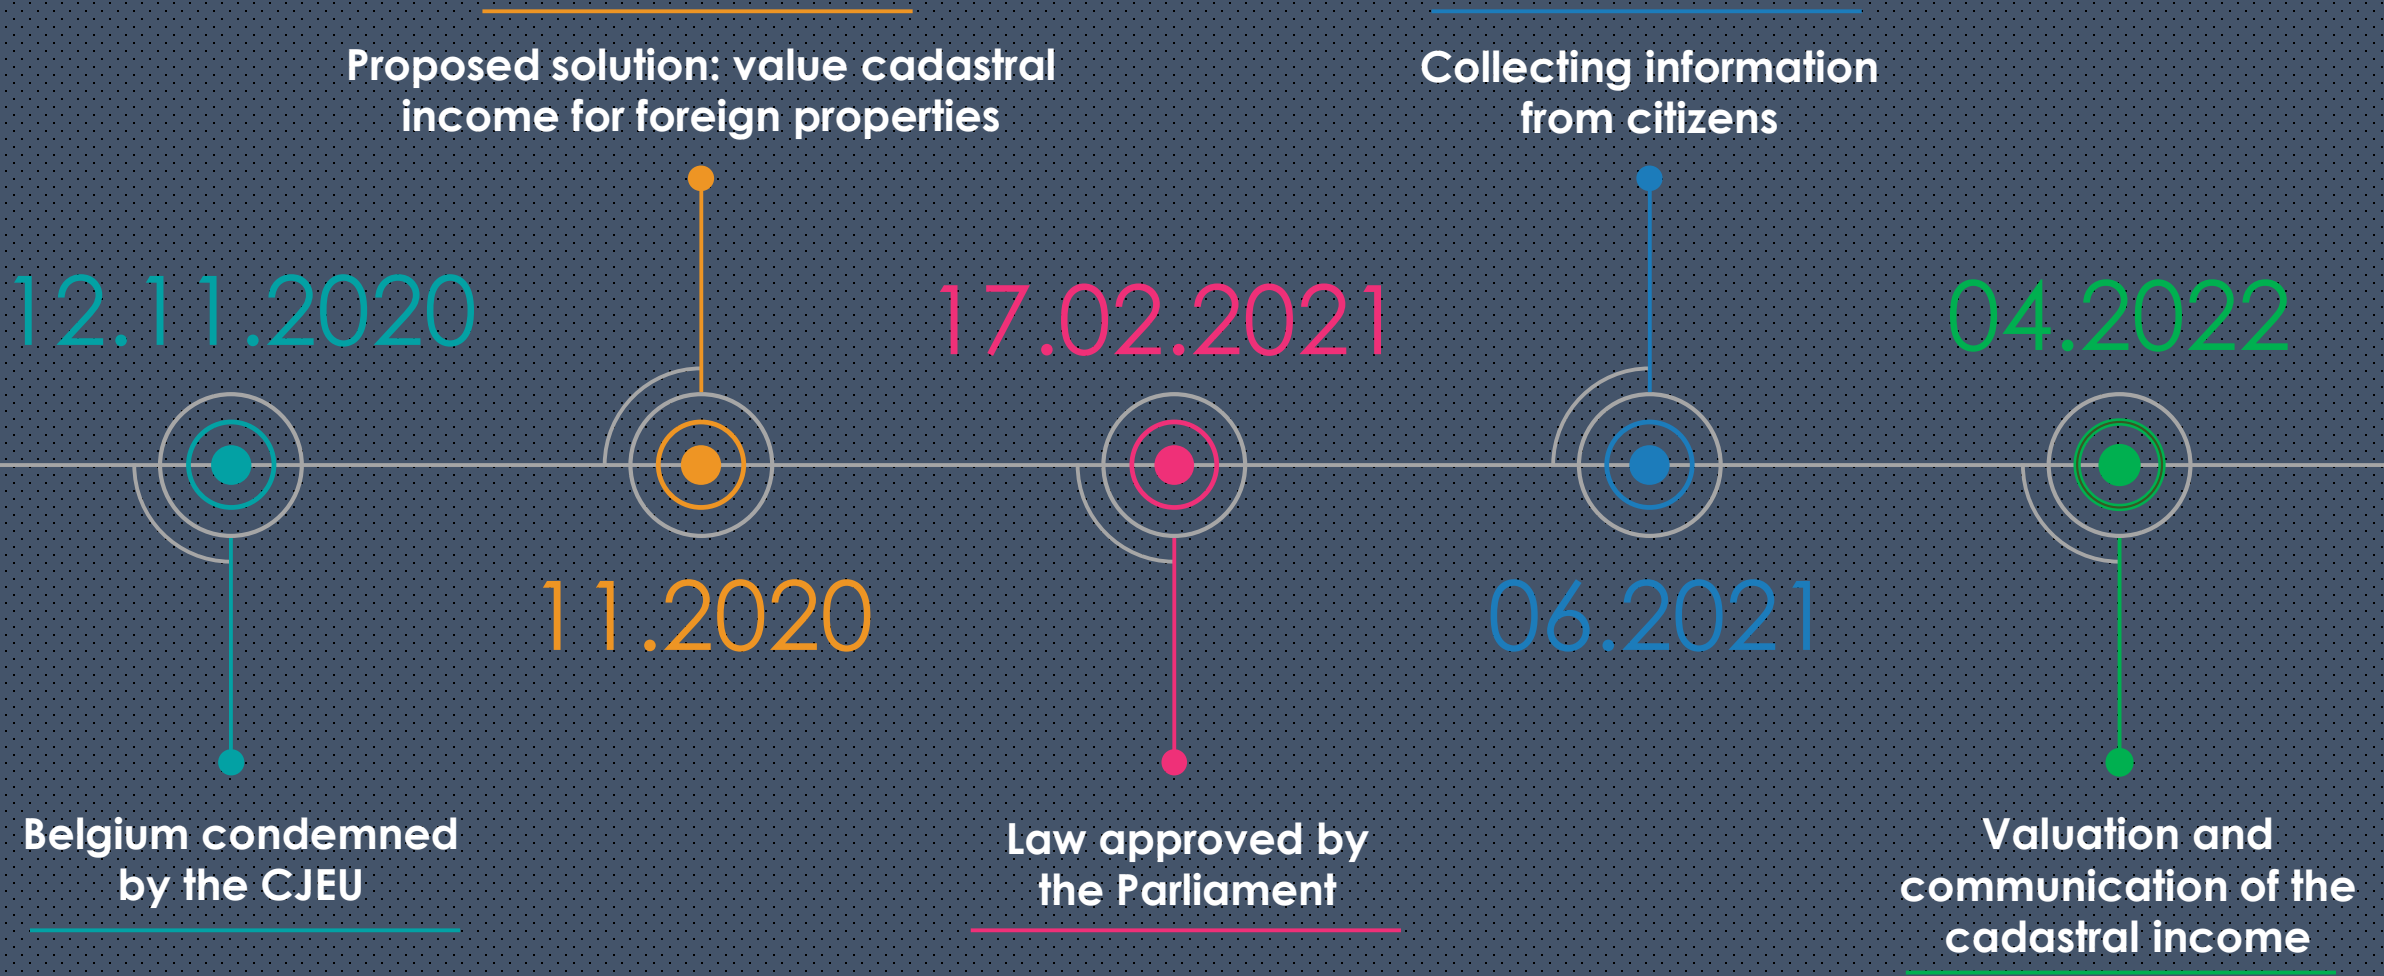 12.11.2020
Belgium condemned
by the CJEU
Proposed solution: value cadastral
income for foreign properties
11.2020
17.02.2021
Law approved by
the Parliament
Collecting information
from citizens
06.2021
04.2022
Valuation and
communication of the
cadastral income